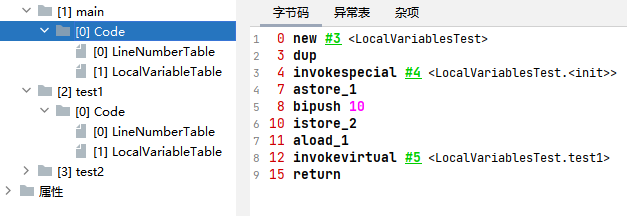 [1] main
[0] Code
[0] LineNumberTable
[1] LocalVariableTable
[2] test1
[0] Code
[0] LineNumberTable
[1] LocalVariableTable
[3] test2
属性
字节码 异常表 杂项
1 0 new #3 <LocalVariablesTest>
2 3 dup
3 4 invokespecial #4 <LocalVariablesTest.<init>>
4 7 astore_1
5 8 bipush 10
6 10 istore_2
7 11 aload_1
8 12 invokevirtual #5 <LocalVariablesTest.test1>
9 15 return